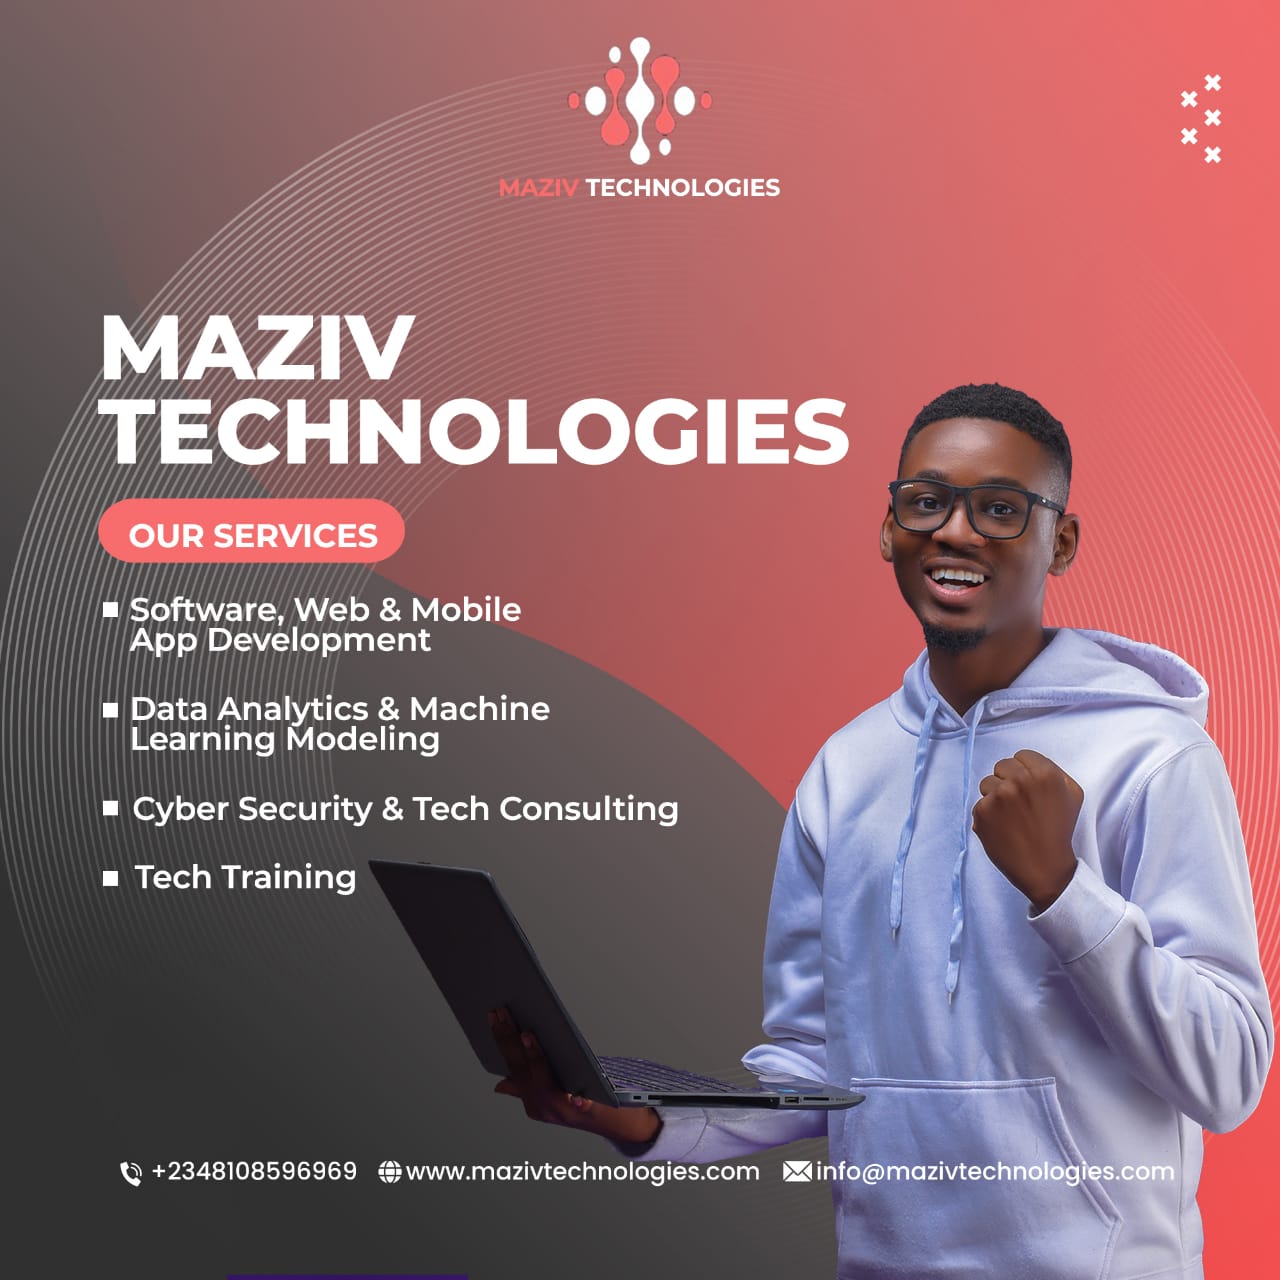 MAZIV TECHNOLOGIES
MAZIV
TECHNOLOGIES
OUR SERVICES
Software, Web & Mobile
App Development
Data Analytics & Machine
Learning Modeling
Cyber Security & Tech Consulting
Tech Training
+2348108596969 www.mazivtechnologies.com info@mazivtechnologies.com